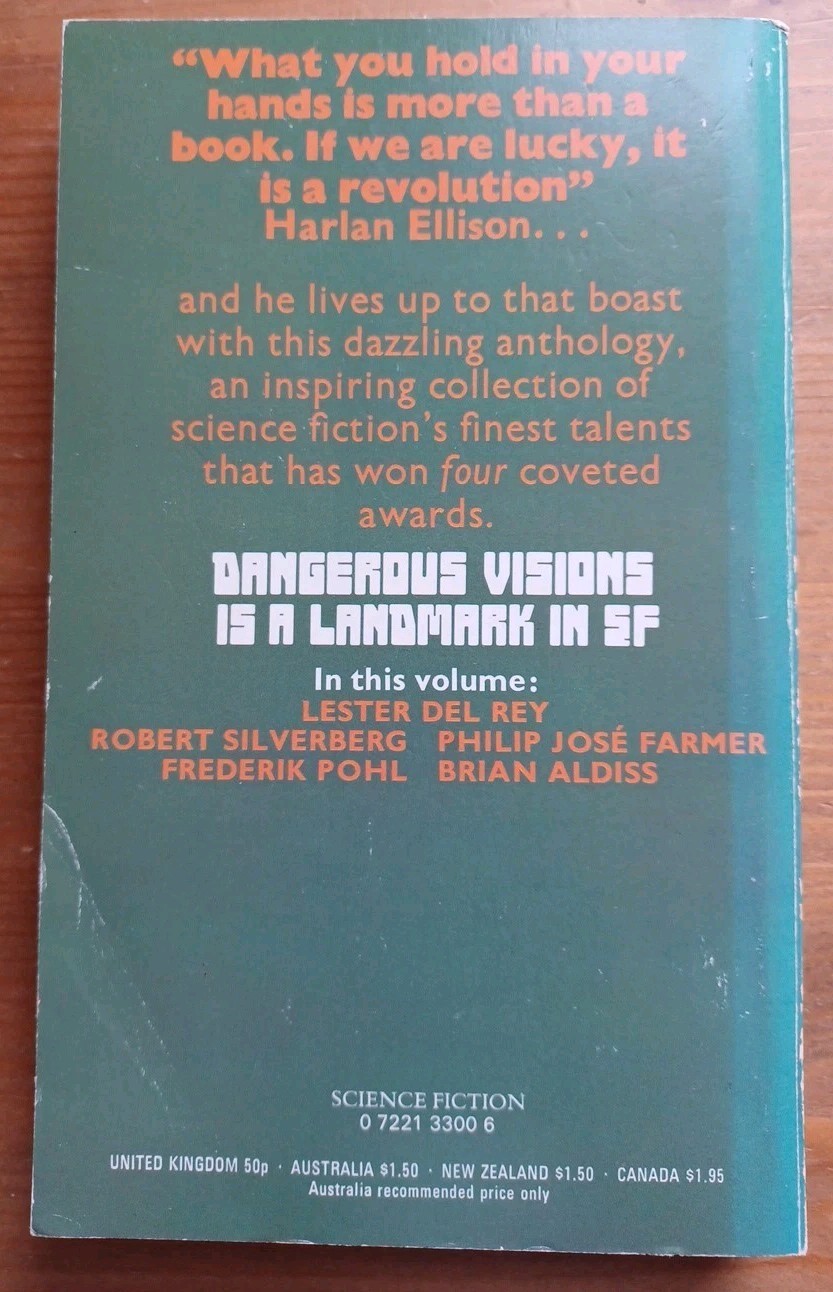 “What you hold in your
hands is more than a
book. If we are lucky, it
is a revolution”
Harlan Ellison...
and he lives up to that boast
with this dazzling anthology,
an inspiring collection of
science fiction's finest talents
that has won four coveted
awards.
DANGEROUS VISIONS
IS A LANDMARK IN SF
In this volume:
LESTER DEL REY
ROBERT SILVERBERG PHILIP JOSÉ FARMER
FREDERIK POHL BRIAN ALDISS
SCIENCE FICTION
0 7221 3300 6
UNITED KINGDOM 50p · AUSTRALIA $1.50 · NEW ZEALAND $1.50 · CANADA $1.95
Australia recommended price only